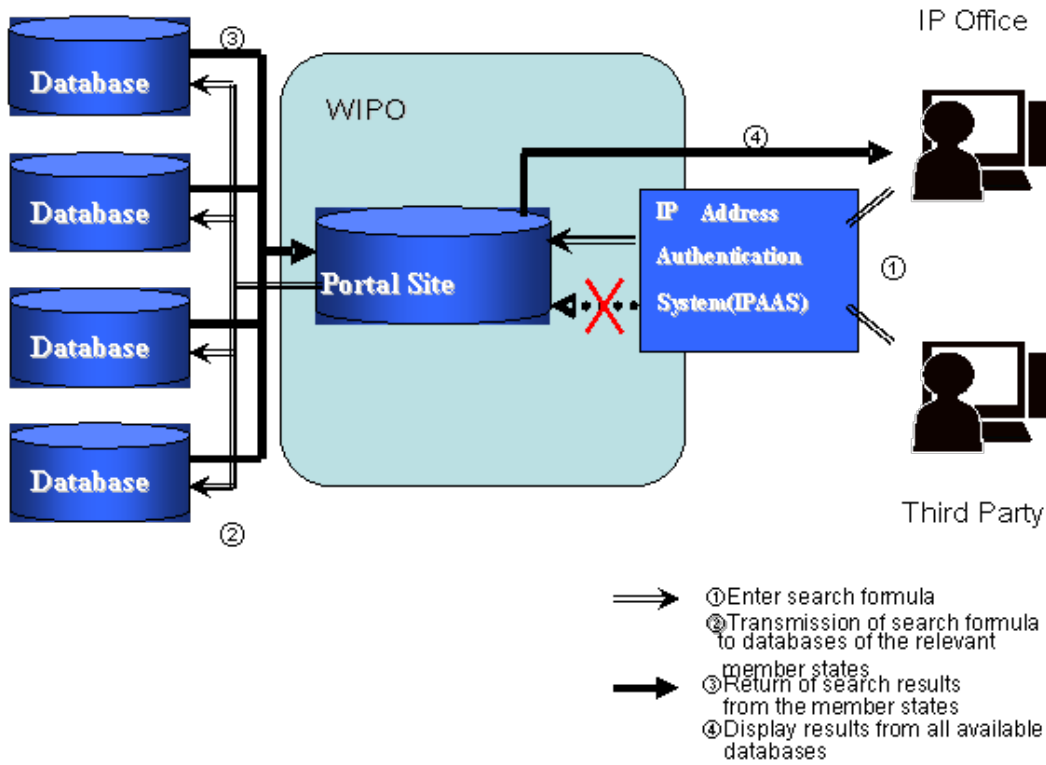 ③
IP Office
Database
WIPO
④
Database
IP Address
Authentication
System(IPAAS)
①
Portal Site
Database
Database
②
Third Party
①Enter search formula
②Transmission of search formula
to databases of the relevant
member states
③Return of search results
from the member states
④Display results from all available
databases